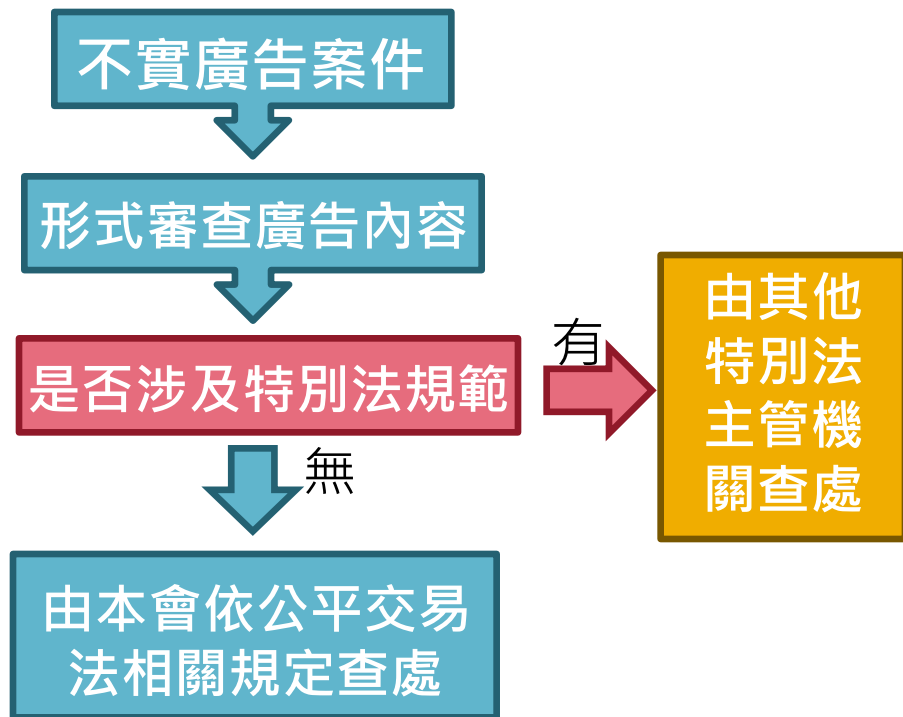 不實廣告案件
形式審查廣告內容
是否涉及特別法規範
有
由其他
特別法
主管機
關查處
無
由本會依公平交易
法相關規定查處